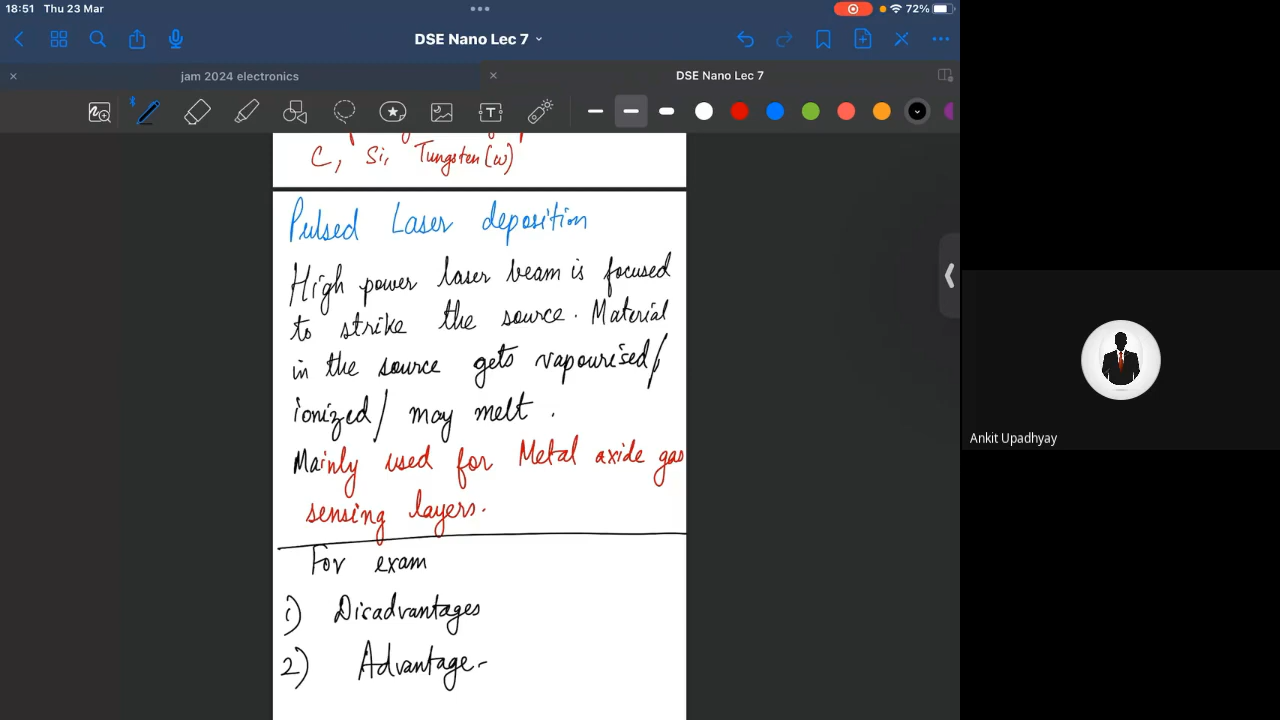 18:51 Thu 23 Mar
72%
DSE Nano Lec 7
jam 2024 electronics
DSE Nano Lec 7
C, Si, Tungsten (W)
Pulsed Laser deposition
High power laser beam is focused
to strike the source. Material
in the source gets vapourised/
ionized/ may melt.
Mainly used for Metal axide gas
sensing layers.
For exam
1) Disadvantages
2) Advantage-
Ankit Upadhyay